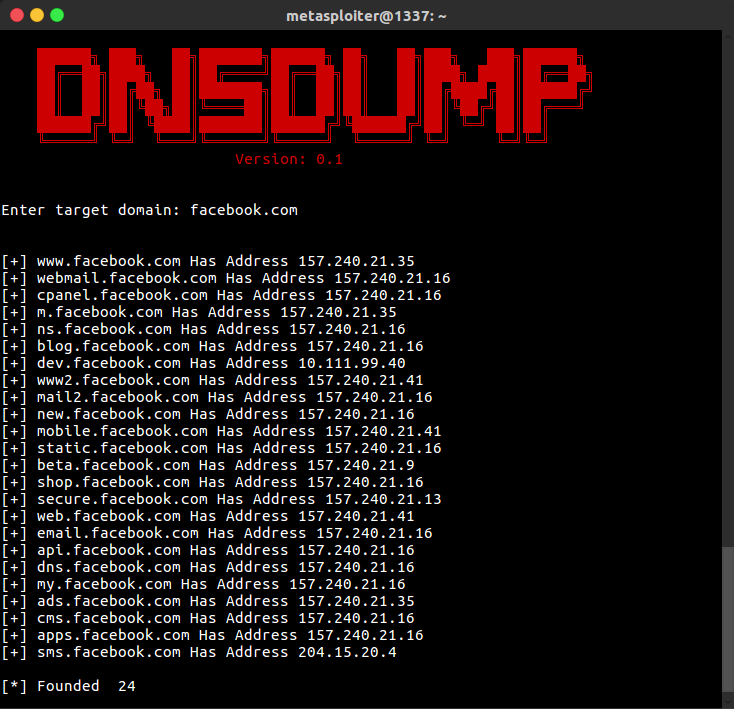 metasploiter@1337: ~
DNSDUMP
Version: 0.1
Enter target domain: facebook.com
[+] www.facebook.com Has Address 157.240.21.35
[+] webmail.facebook.com Has Address 157.240.21.16
[+] cpanel.facebook.com Has Address 157.240.21.16
[+] m.facebook.com Has Address 157.240.21.35
[+] ns.facebook.com Has Address 157.240.21.16
[+] blog.facebook.com Has Address 157.240.21.16
[+] dev.facebook.com Has Address 10.111.99.40
[+] www2.facebook.com Has Address 157.240.21.41
[+] mail2.facebook.com Has Address 157.240.21.16
[+] new.facebook.com Has Address 157.240.21.16
[+] mobile.facebook.com Has Address 157.240.21.41
[+] static.facebook.com Has Address 157.240.21.16
[+] beta.facebook.com Has Address 157.240.21.9
[+] shop.facebook.com Has Address 157.240.21.16
[+] secure.facebook.com Has Address 157.240.21.13
[+] web.facebook.com Has Address 157.240.21.41
[+] email.facebook.com Has Address 157.240.21.16
[+] api.facebook.com Has Address 157.240.21.16
[+] dns.facebook.com Has Address 157.240.21.16
[+] my.facebook.com Has Address 157.240.21.16
[+] ads.facebook.com Has Address 157.240.21.35
[+] cms.facebook.com Has Address 157.240.21.16
[+] apps.facebook.com Has Address 157.240.21.16
[+] sms.facebook.com Has Address 204.15.20.4
[*] Founded  24